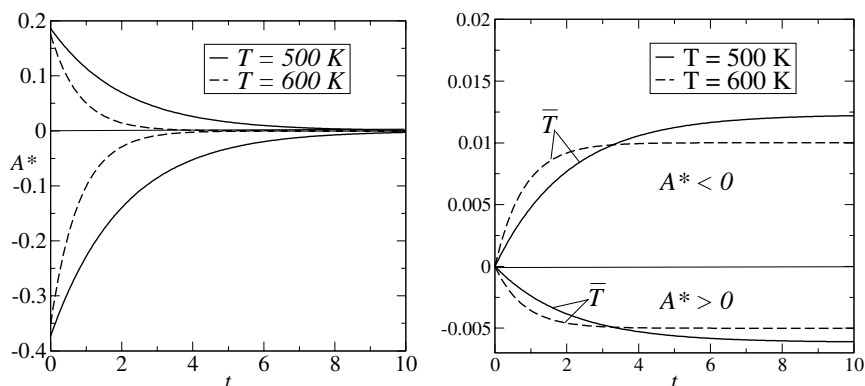 0.2
0.1
0
A*
-0.1
-0.2
-0.3
-0.4
0 2 4 6 8 10
t
T = 500 K
T = 600 K
0.02
0.015
0.01
0.005
0
-0.005
0 2 4 6 8 10
t
T = 500 K
T = 600 K
T̅
A* < 0
T̅
A* > 0